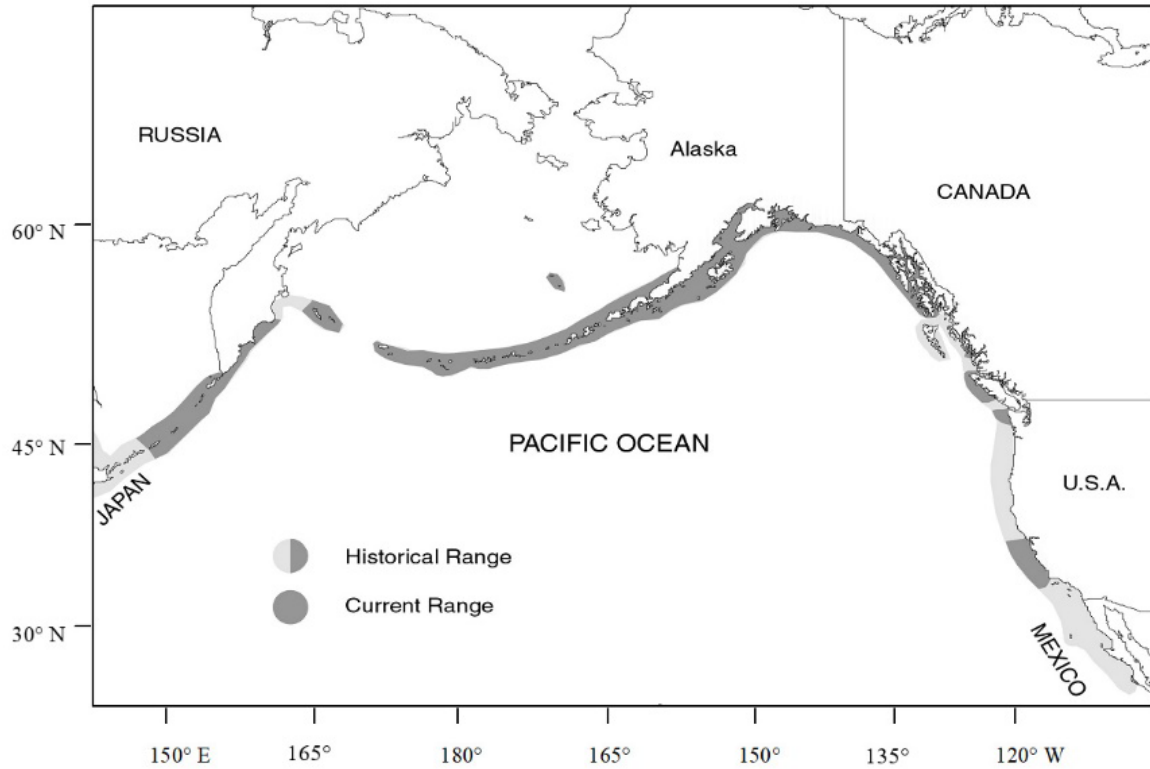 RUSSIA
Alaska
CANADA
60° N
PACIFIC OCEAN
45° N
JAPAN
U.S.A.
Historical Range
Current Range
30° N
MEXICO
150° E
165°
180°
165°
150°
135°
120° W